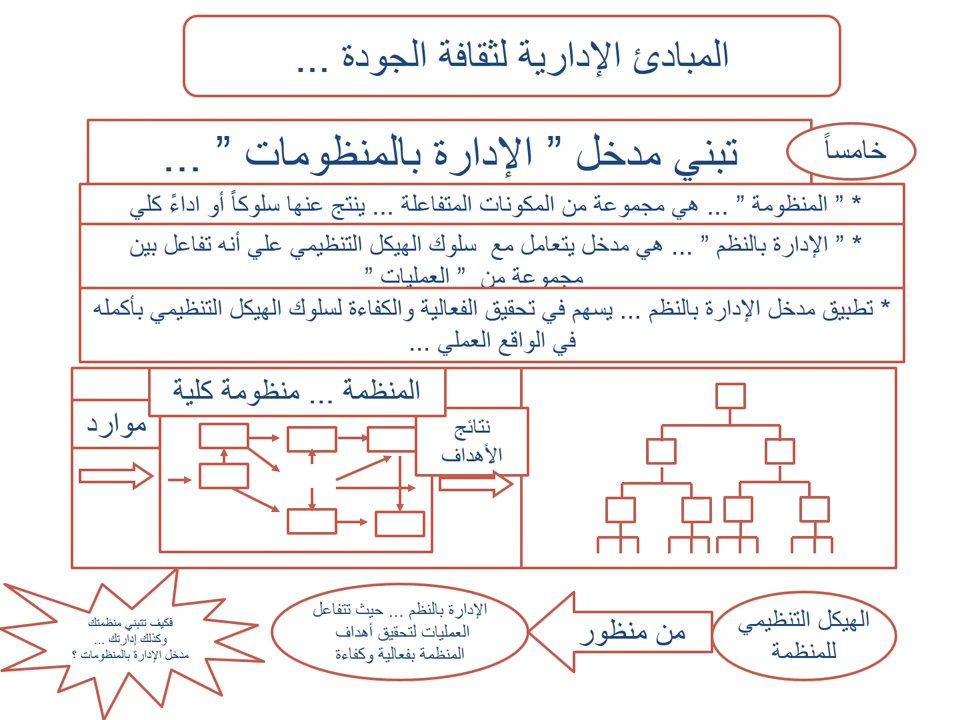 المبادئ الإدارية لثقافة الجودة ...
خامساً
تبني مدخل " الإدارة بالمنظومات " ...
* " المنظومة " ... هي مجموعة من المكونات المتفاعلة ... ينتج عنها سلوكاً أو اداءً كلي
* " الإدارة بالنظم " ... هي مدخل يتعامل مع سلوك الهيكل التنظيمي علي أنه تفاعل بين
مجموعة من " العمليات "
* تطبيق مدخل الإدارة بالنظم ... يسهم في تحقيق الفعالية والكفاءة لسلوك الهيكل التنظيمي بأكمله
في الواقع العملي ...
المنظمة ... منظومة كلية
نتائج
الأهداف
موارد
الهيكل التنظيمي
للمنظمة
من منظور
الإدارة بالنظم ... حيث تتفاعل
العمليات لتحقيق أهداف
المنظمة بفعالية وكفاءة
فكيف تتبني منظمتك
وكذلك إدارتك ...
مدخل الإدارة بالمنظومات ؟